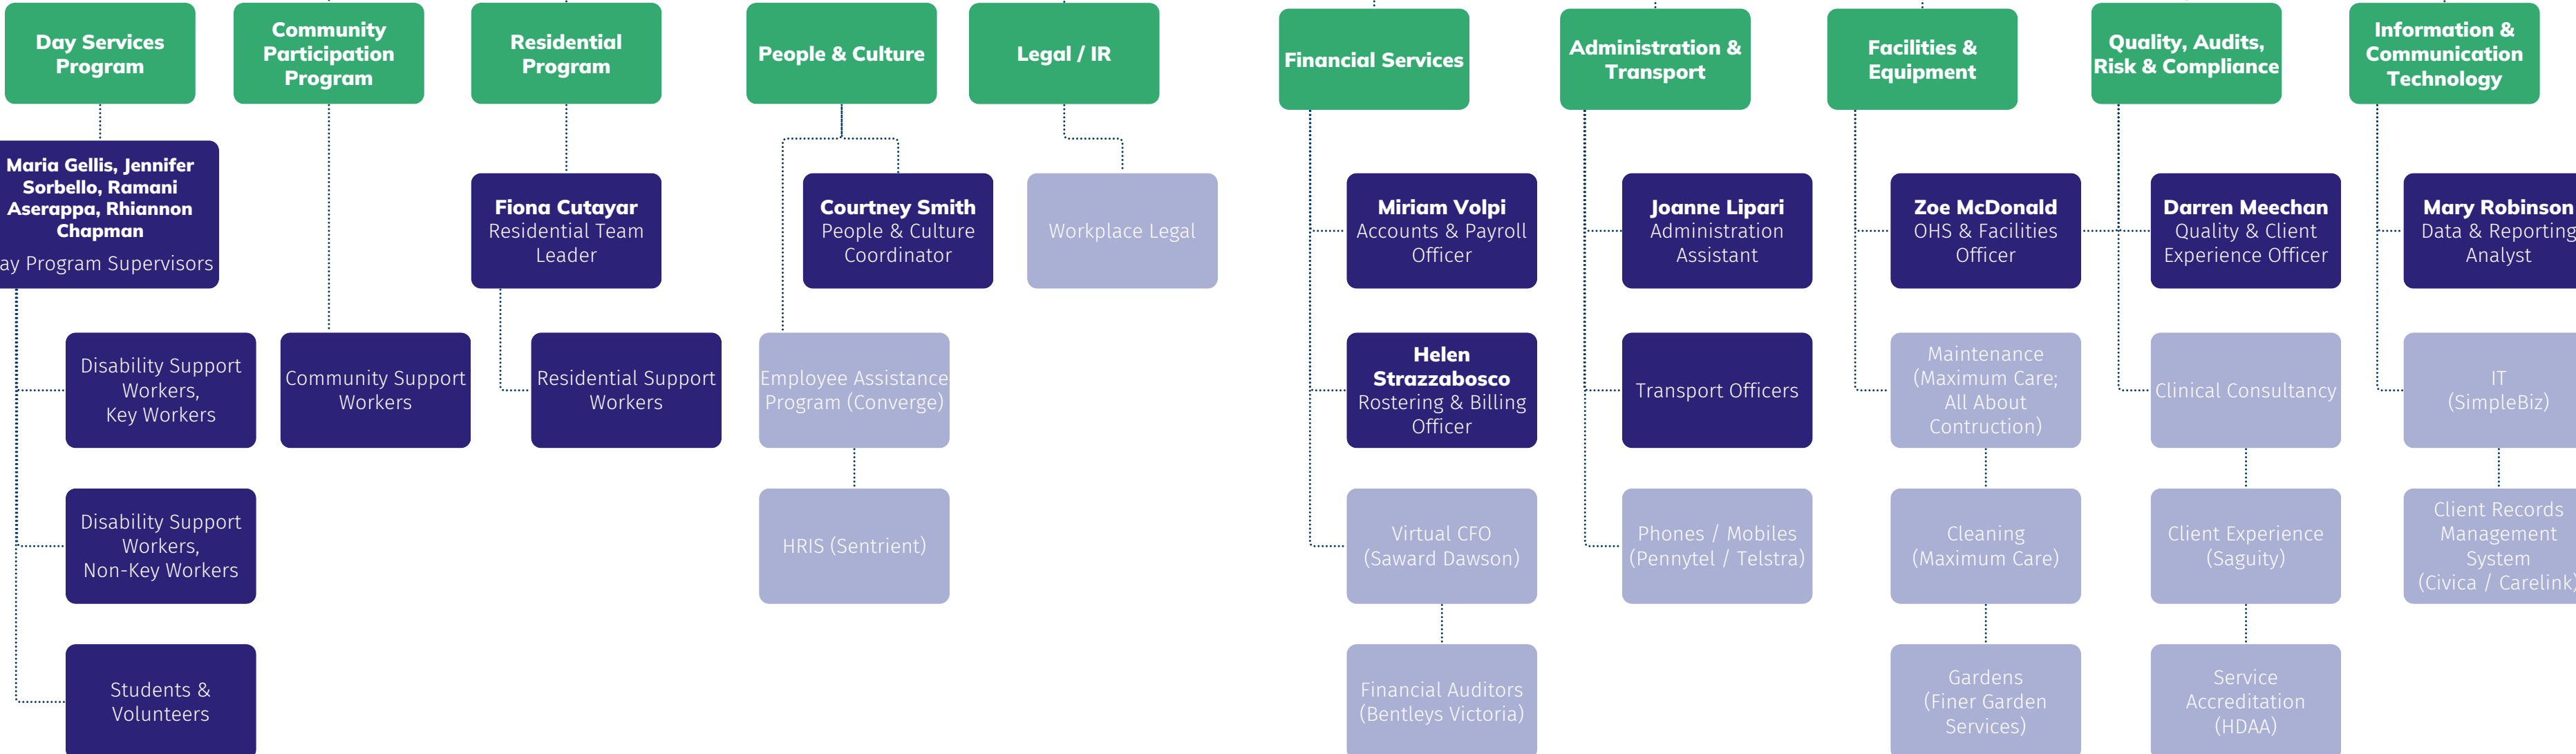 Day Services
Program
Community
Participation
Program
Residential
Program
People & Culture
Legal / IR
Financial Services
Administration &
Transport
Facilities &
Equipment
Quality, Audits,
Risk & Compliance
Information &
Communication
Technology
Maria Gellis, Jennifer
Sorbello, Ramani
Aserappa, Rhiannon
Chapman
ay Program Supervisors
Fiona Cutayar
Residential Team
Leader
Courtney Smith
People & Culture
Coordinator
Workplace Legal
Miriam Volpi
Accounts & Payroll
Officer
Joanne Lipari
Administration
Assistant
Zoe McDonald
OHS & Facilities
Officer
Darren Meechan
Quality & Client
Experience Officer
Mary Robinson
Data & Reporting
Analyst
Disability Support
Workers,
Key Workers
Community Support
Workers
Residential Support
Workers
Employee Assistance
Program (Converge)
Helen
Strazzabosco
Rostering & Billing
Officer
Transport Officers
Maintenance
(Maximum Care;
All About
Contruction)
Clinical Consultancy
IT
(SimpleBiz)
Disability Support
Workers,
Non-Key Workers
HRIS (Sentrient)
Virtual CFO
(Saward Dawson)
Phones / Mobiles
(Pennytel / Telstra)
Cleaning
(Maximum Care)
Client Experience
(Saguity)
Client Records
Management
System
(Civica / Carelink)
Students &
Volunteers
Financial Auditors
(Bentleys Victoria)
Gardens
(Finer Garden
Services)
Service
Accreditation
(HDAA)